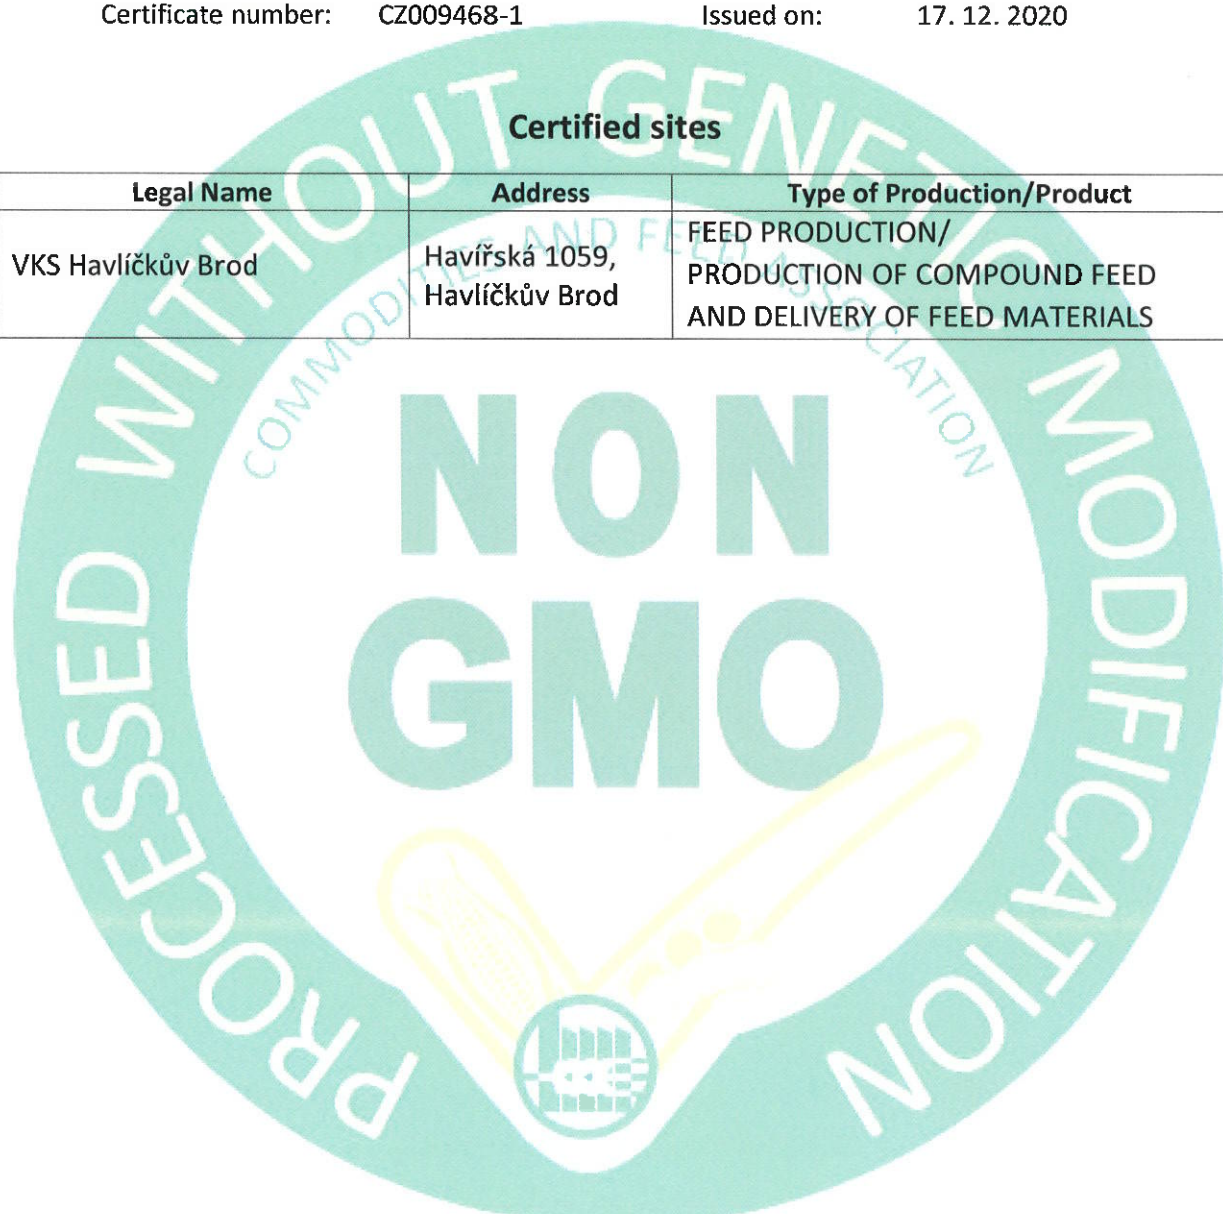 Certificate number: CZ009468-1 Issued on: 17. 12. 2020
Certified sites
Legal Name Address Type of Production/Product
VKS Havlíčkův Brod
Havířská 1059,
Havlíčkův Brod
FEED PRODUCTION/
PRODUCTION OF COMPOUND FEED
AND DELIVERY OF FEED MATERIALS
PROCESSED WITHOUT GENETIC MODIFICATION
COMMODITIES AND FEED ASSOCIATION
NON
GMO